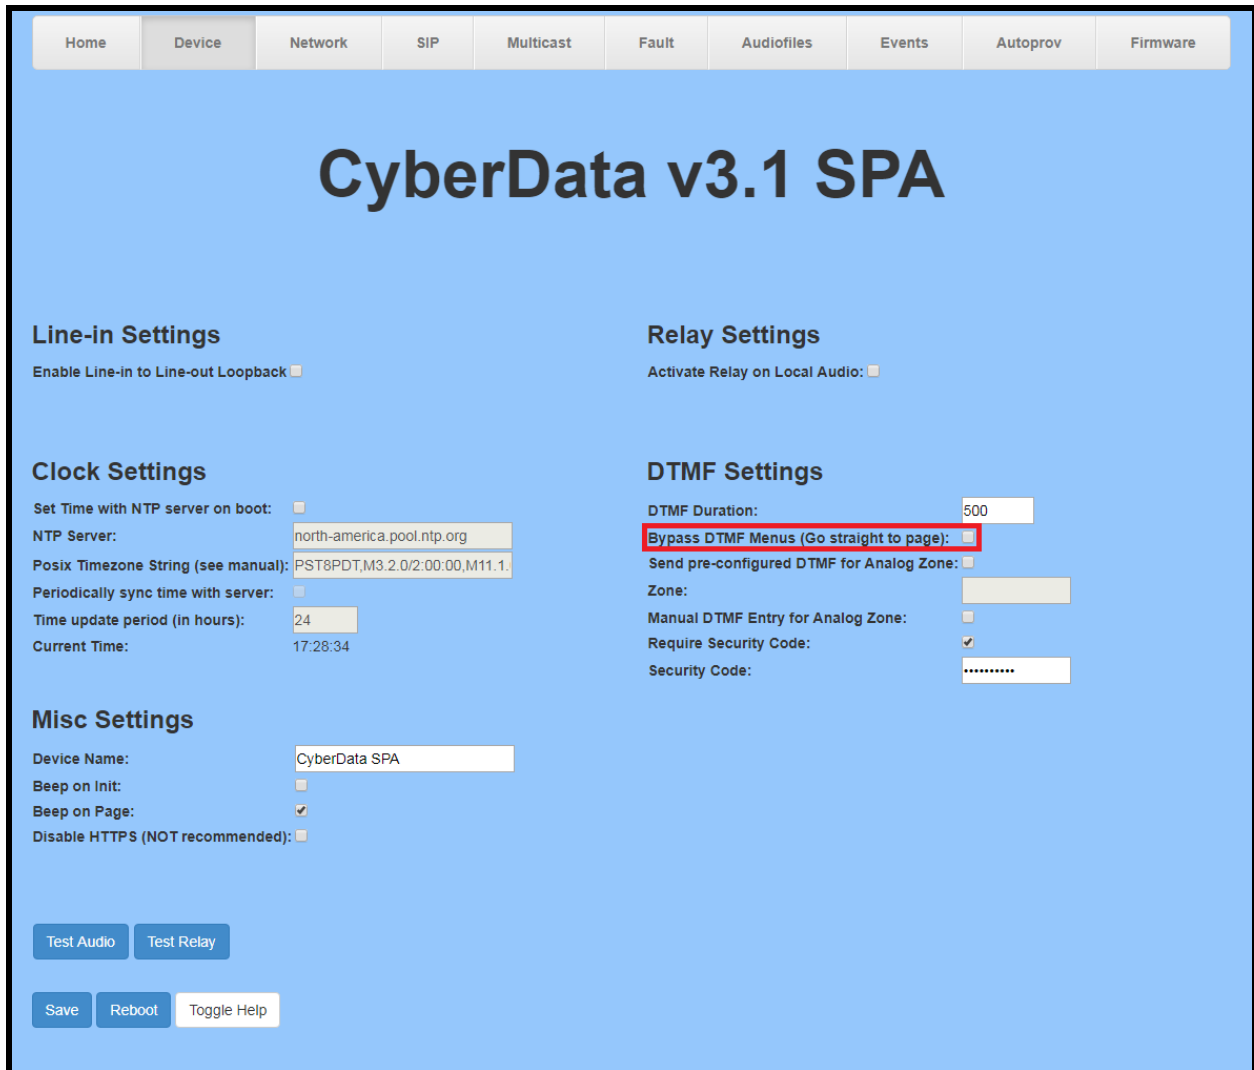 Home Device Network SIP Multicast Fault Audiofiles Events Autoprov Firmware
CyberData v3.1 SPA
Line-in Settings
Enable Line-in to Line-out Loopback
Relay Settings
Activate Relay on Local Audio:
Clock Settings
Set Time with NTP server on boot:
NTP Server: north-america.pool.ntp.org
Posix Timezone String (see manual): PST8PDT,M3.2.0/2:00:00,M11.1.
Periodically sync time with server:
Time update period (in hours): 24
Current Time: 17:28:34
DTMF Settings
DTMF Duration: 500
Bypass DTMF Menus (Go straight to page):
Send pre-configured DTMF for Analog Zone:
Zone:
Manual DTMF Entry for Analog Zone:
Require Security Code:
Security Code: ••••••••••
Misc Settings
Device Name: CyberData SPA
Beep on Init:
Beep on Page:
Disable HTTPS (NOT recommended):
Test Audio Test Relay
Save Reboot Toggle Help